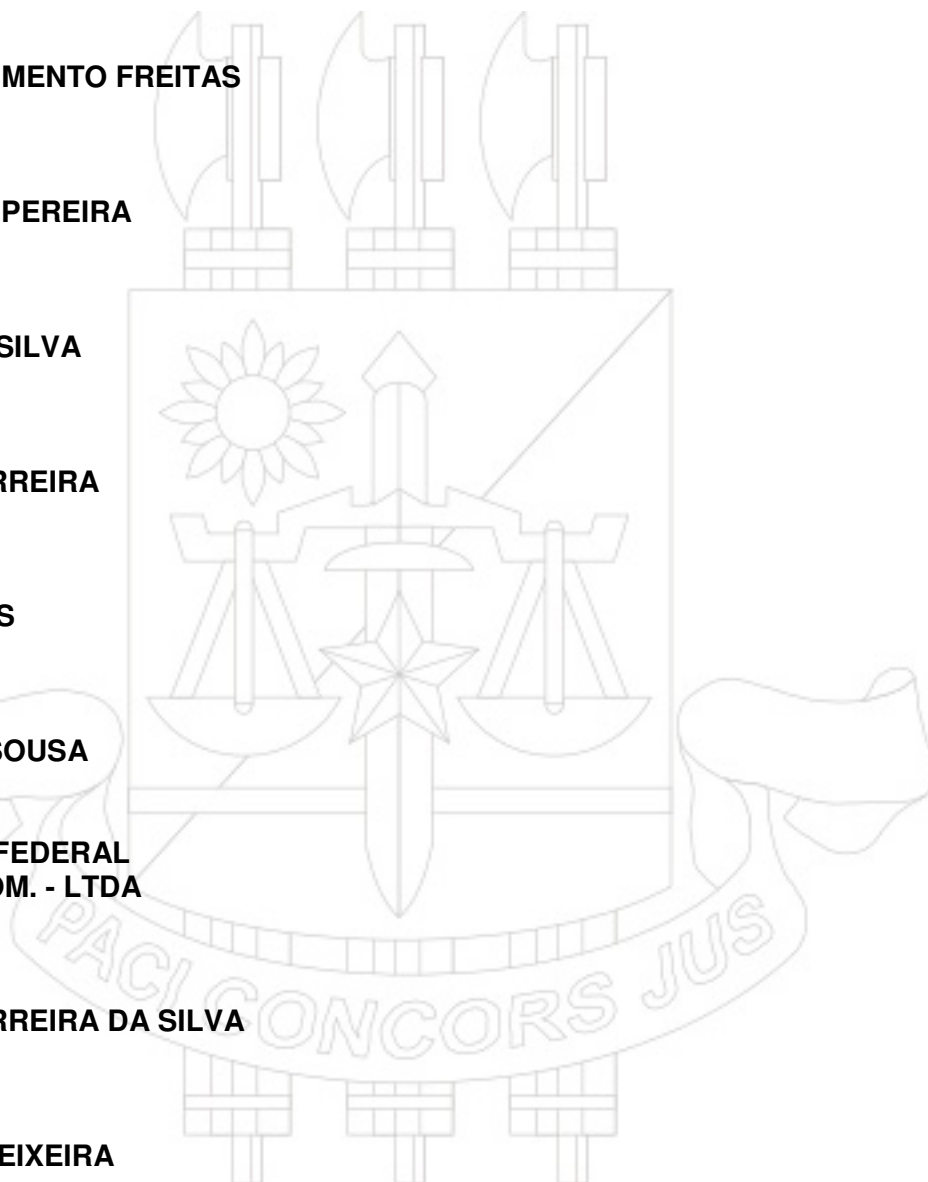 MENTO FREITAS
PEREIRA
SILVA
RREIRA
S
SOUSA
FEDERAL
OM. - LTDA
PACI CONCORS JUS
RREIRA DA SILVA
EIXEIRA